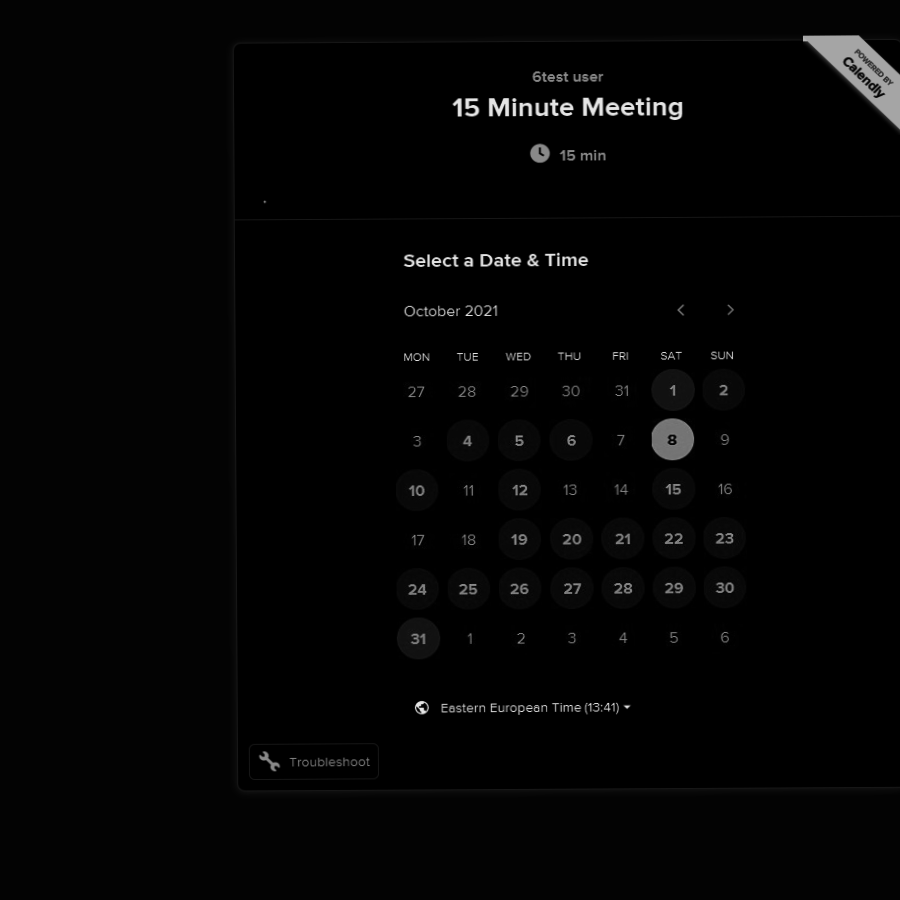 POWERED BY
Calendly
6test user
15 Minute Meeting
15 min
Select a Date & Time
October 2021
MON TUE WED THU FRI SAT SUN
27 28 29 30 31 1 2
3 4 5 6 7 8 9
10 11 12 13 14 15 16
17 18 19 20 21 22 23
24 25 26 27 28 29 30
31 1 2 3 4 5 6
Eastern European Time (13:41)
Troubleshoot